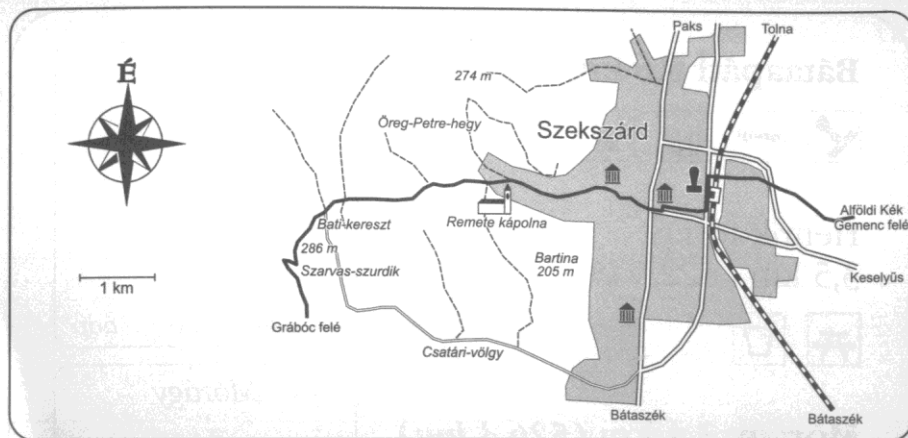 Paks
Tolna
É
274 m
Öreg-Petre-hegy
Szekszárd
Bati-kereszt
Remete kápolna
Alföldi Kék
Gemenc felé
286 m
Szarvas-szurdik
Bartina
205 m
Keselyűs
1 km
Grábóc felé
Csatári-völgy
Bátaszék
Bátaszék